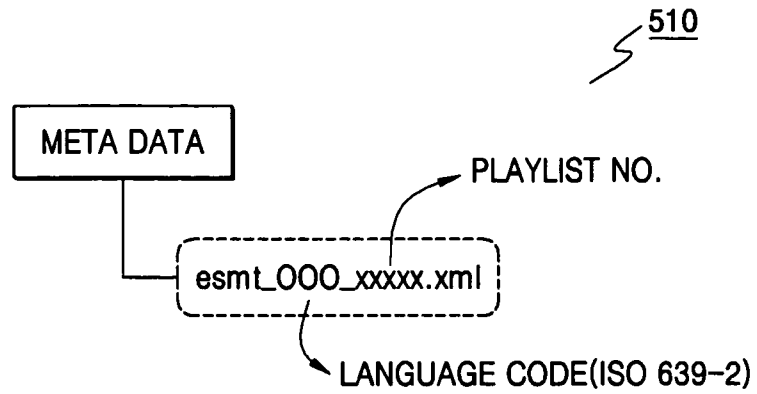 510
META DATA
PLAYLIST NO.
esmt_OOO_xxxxx.xml
LANGUAGE CODE(ISO 639-2)